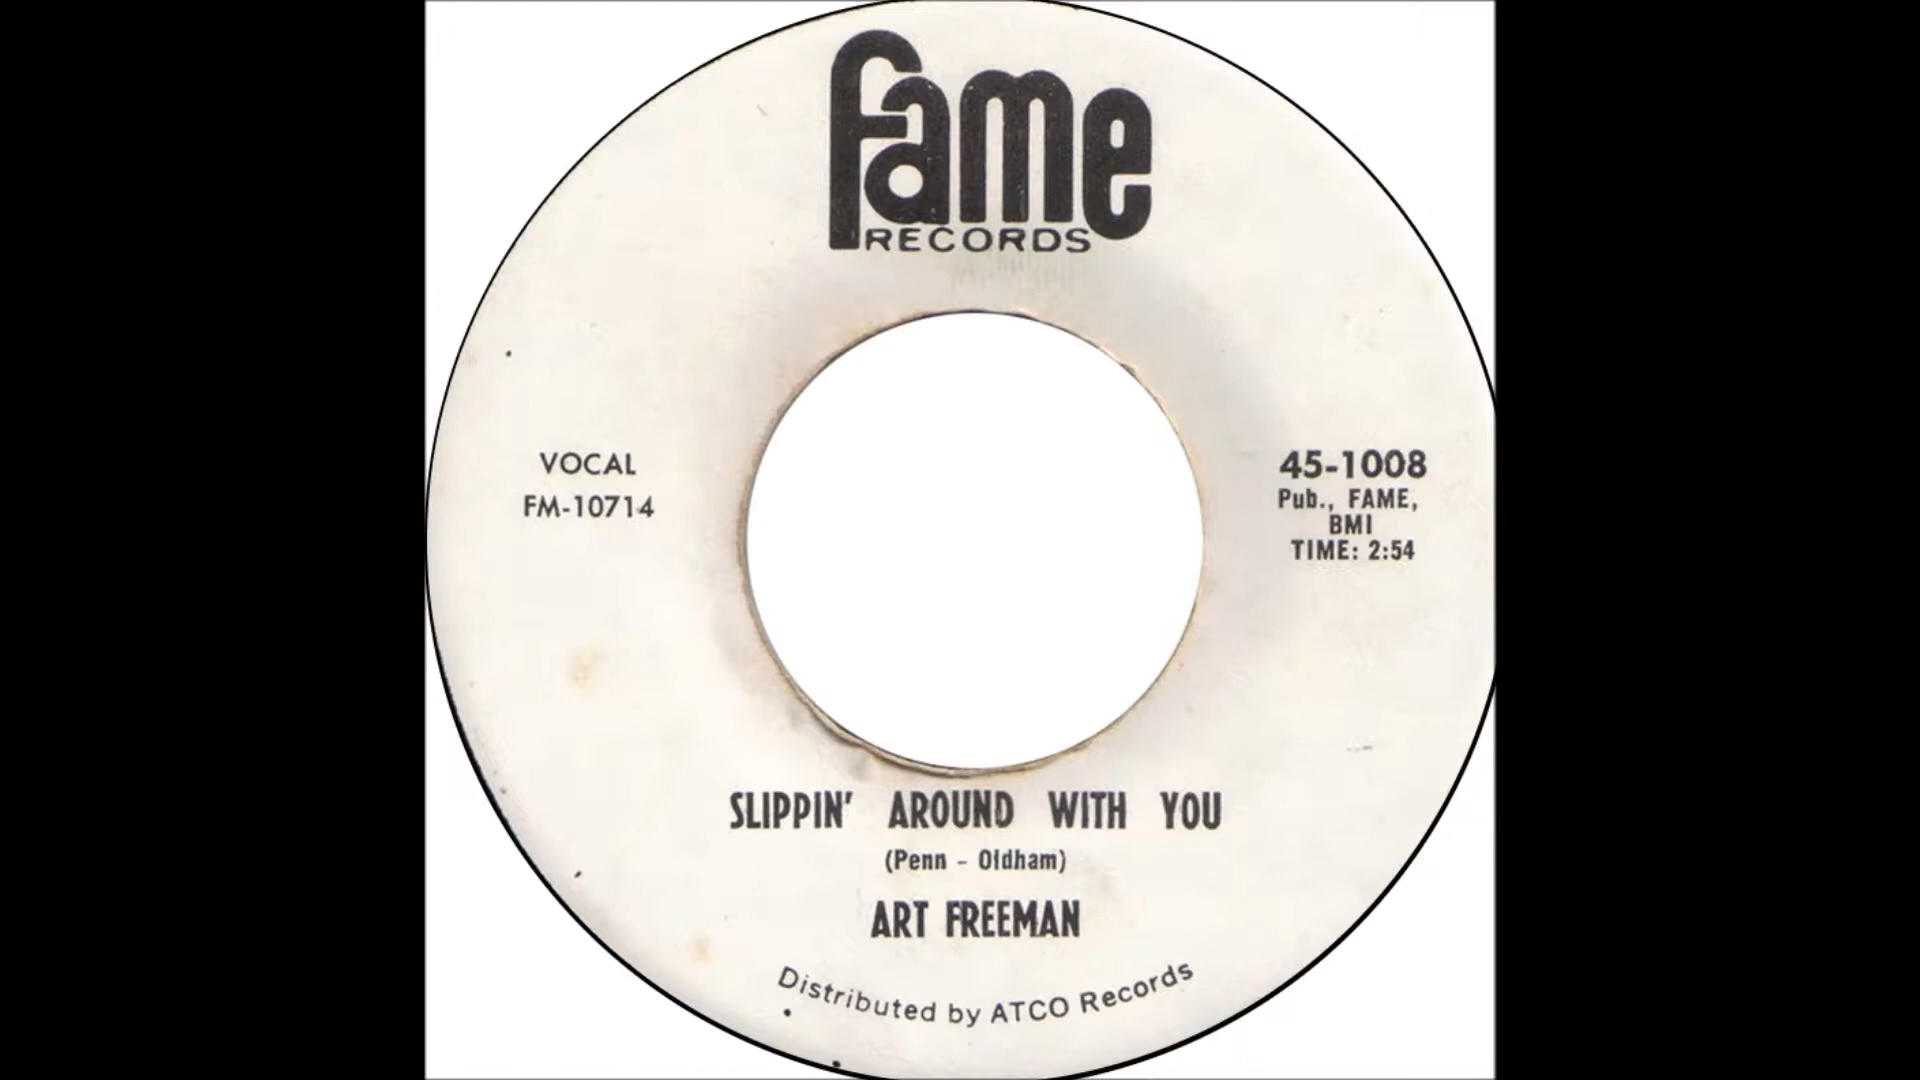 fame
RECORDS
VOCAL
FM-10714
45-1008
Pub., FAME,
BMI
TIME: 2:54
SLIPPIN' AROUND WITH YOU
(Penn - Oldham)
ART FREEMAN
Distributed by ATCO Records